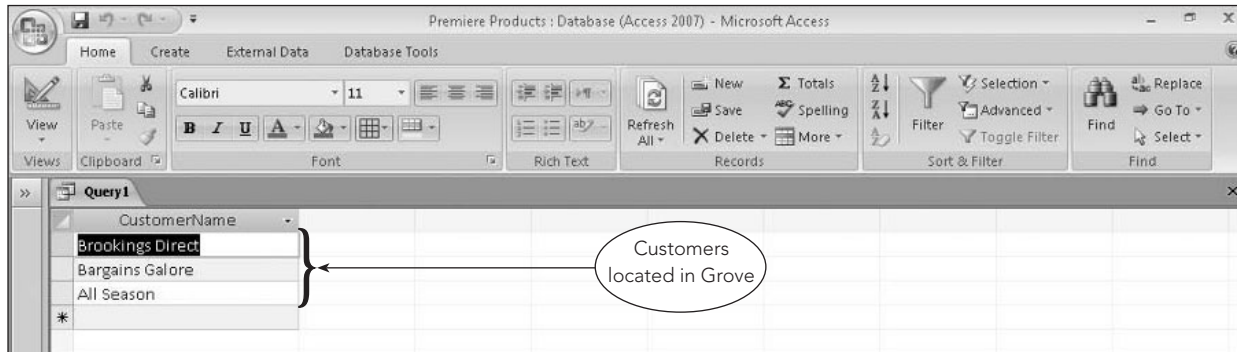 Premiere Products : Database (Access 2007) - Microsoft Access
Home Create External Data Database Tools
View
Paste
Calibri 11
B I U A
ab
Refresh All
New
Save
Delete
Σ Totals
ABC Spelling
More
A Z
Z A
Filter
Selection
Advanced
Toggle Filter
Find
Replace
Go To
Select
Views Clipboard Font Rich Text Records Sort & Filter Find
» Query1
CustomerName
Brookings Direct
Bargains Galore
All Season
*
Customers
located in Grove